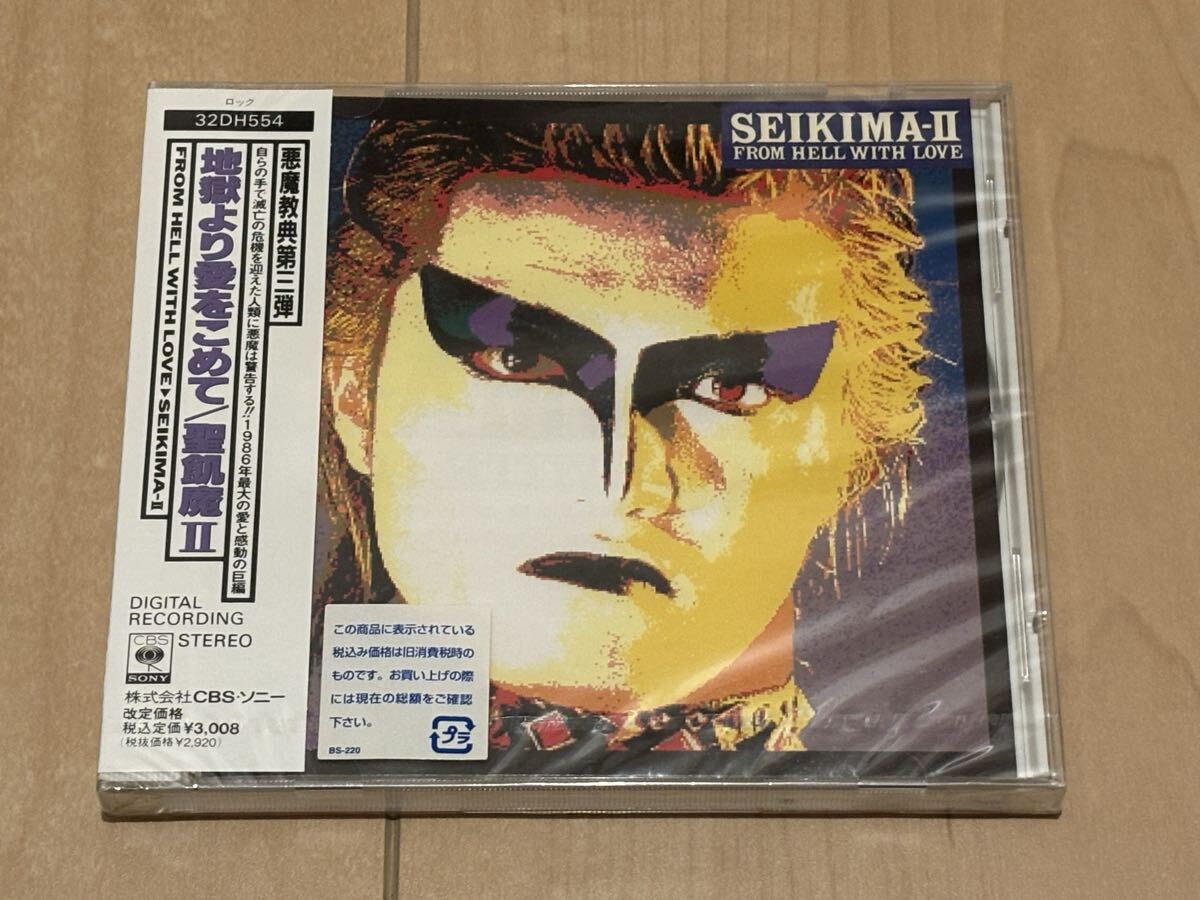 ロック
32DH554
悪魔教典第三弾
自らの手で滅亡の危機を迎えた人類に悪魔は警告する!!1986年最大の愛と感動の巨編
地獄より愛をこめて/聖飢魔II
FROM HELL WITH LOVE▶SEIKIMA-II
DIGITAL
RECORDING
CBS
SONY
STEREO
株式会社CBS・ソニー
改定価格
税込定価¥3,008
(税抜価格¥2,920)
SEIKIMA-II
FROM HELL WITH LOVE
この商品に表示されている
税込み価格は旧消費税時の
ものです。お買い上げの際
には現在の総額をご確認
下さい。
プラ
BS-220